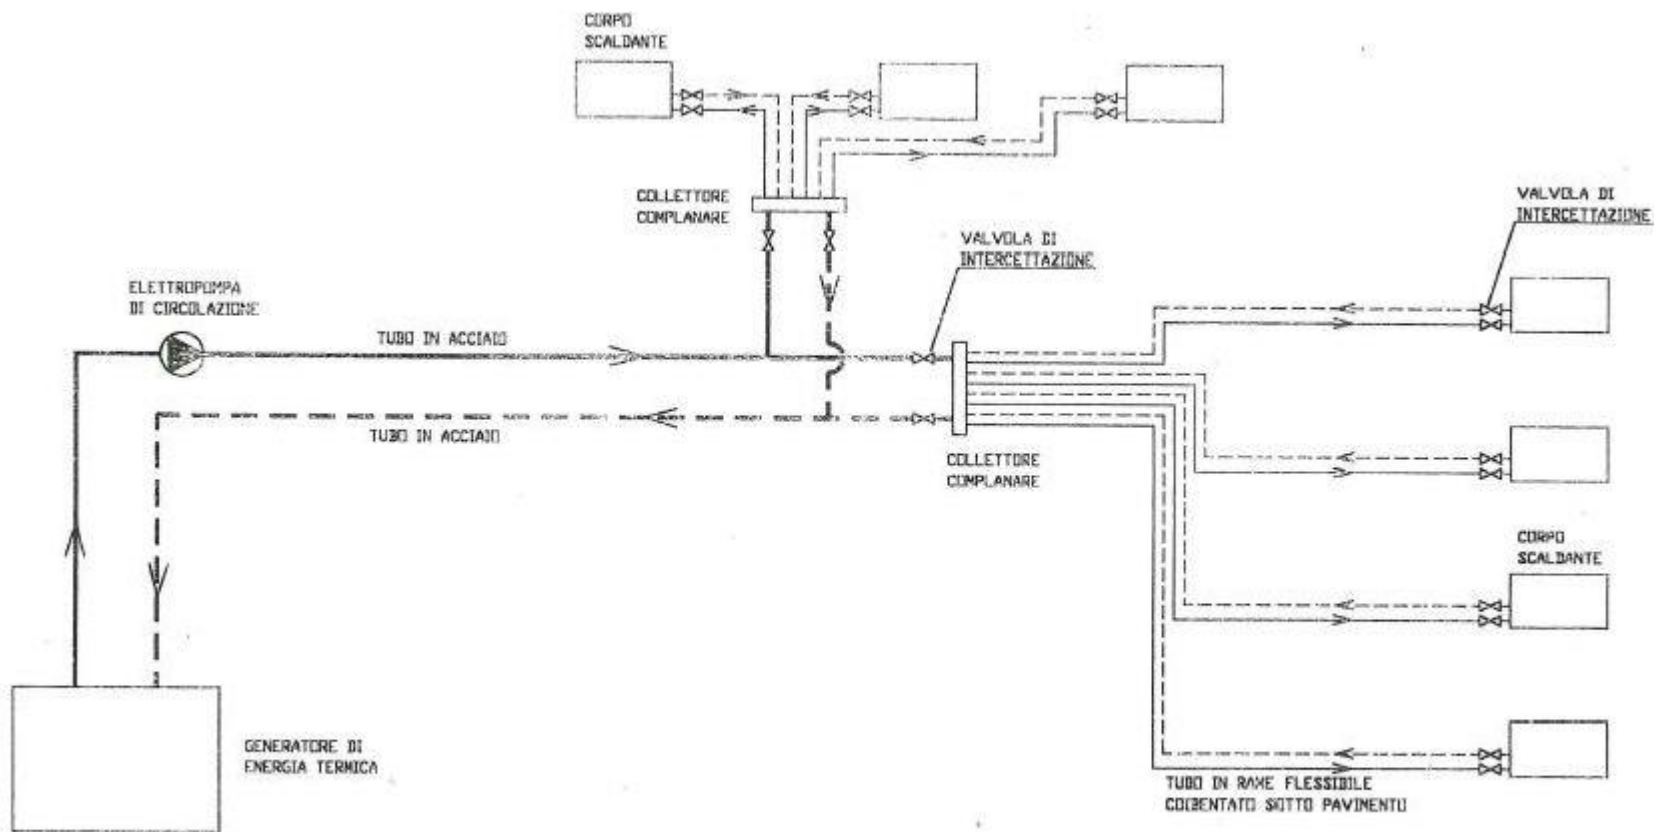 CORPO
SCALDANTE
COLLETTORE
COMPLANARE
VALVOLA DI
INTERCETTAZIONE
VALVOLA DI
INTERCETTAZIONE
ELETTROPOMPA
DI CIRCOLAZIONE
TUBO IN ACCIAIO
TUBO IN ACCIAIO
COLLETTORE
COMPLANARE
CORPO
SCALDANTE
GENERATORE DI
ENERGIA TERMICA
TUBO IN RAME FLESSIBILE
COIBENTATO SOTTO PAVIMENTO